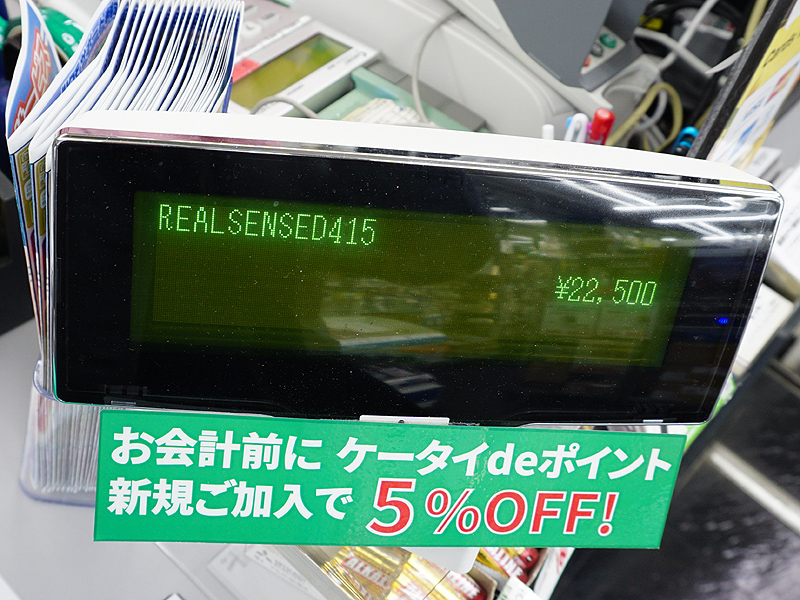 REALSENSED415
¥22,500
お会計前に ケータイdeポイント
新規ご加入で 5%OFF!